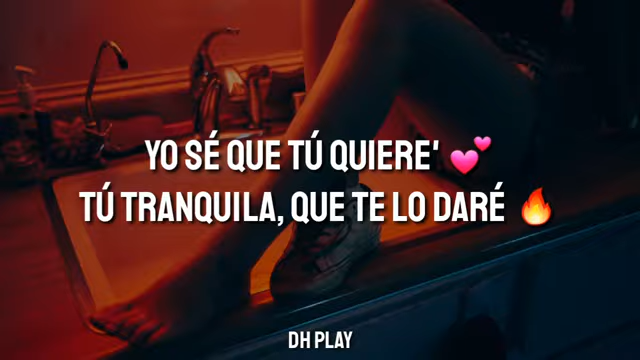 YO SÉ QUE TÚ QUIERE' 💕
TÚ TRANQUILA, QUE TE LO DARÉ 🔥
DH PLAY